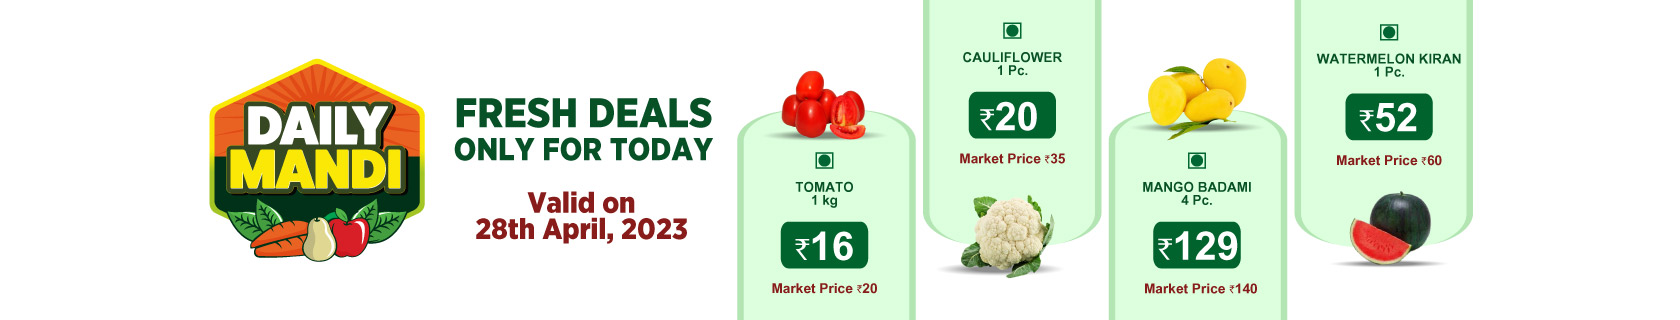 DAILY
MANDI
FRESH DEALS
ONLY FOR TODAY
Valid on
28th April, 2023
TOMATO
1 kg
₹16
Market Price ₹20
CAULIFLOWER
1 Pc.
₹20
Market Price ₹35
MANGO BADAMI
4 Pc.
₹129
Market Price ₹140
WATERMELON KIRAN
1 Pc.
₹52
Market Price ₹60